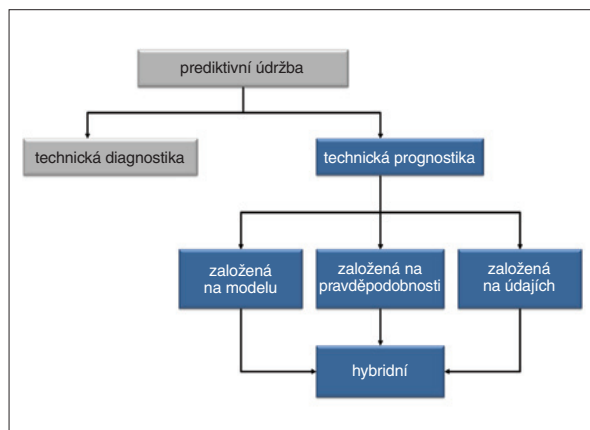 prediktivní údržba
technická diagnostika
technická prognostika
založená
na modelu
založená na
pravděpodobnosti
založená
na údajích
hybridní